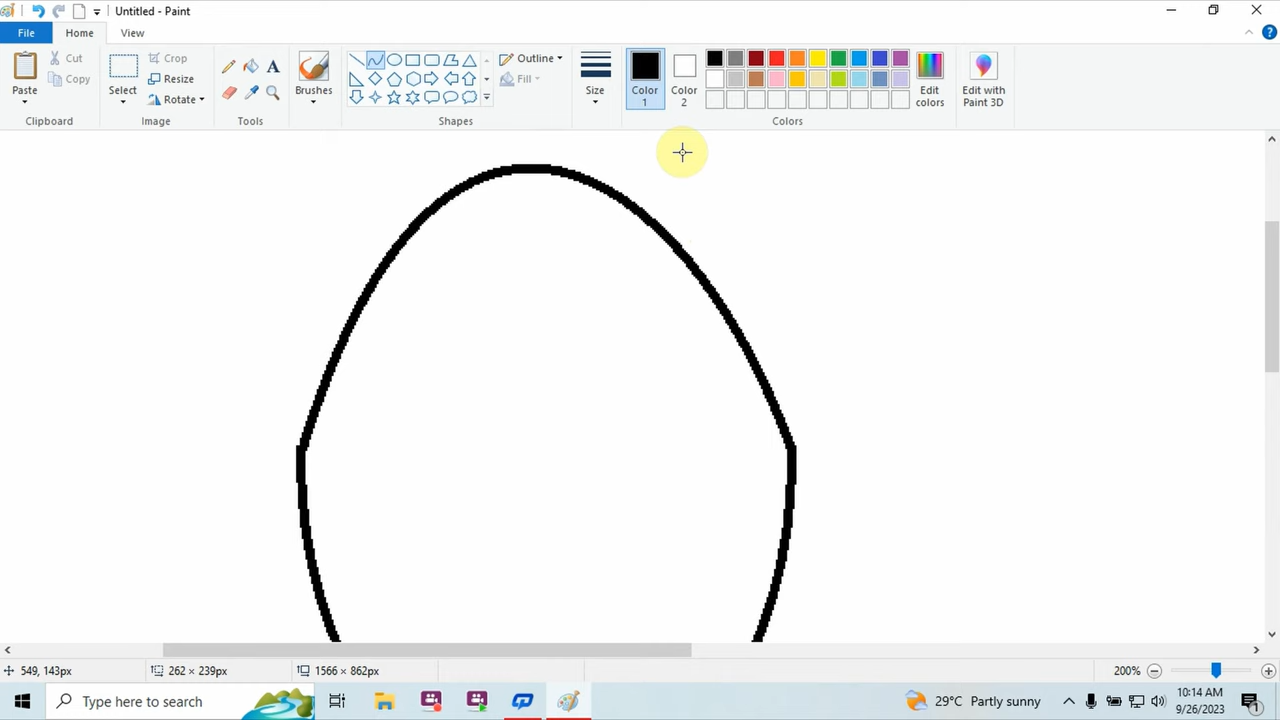 Untitled - Paint
File
Home
View
Paste
Cut
Copy
Clipboard
Select
Crop
Resize
Rotate
Image
A
Tools
Brushes
Outline
Fill
Shapes
Size
Color 1
Color 2
Edit colors
Colors
Edit with Paint 3D
549, 143px
262 × 239px
1566 × 862px
200%
Type here to search
29°C Partly sunny
10:14 AM
9/26/2023
1